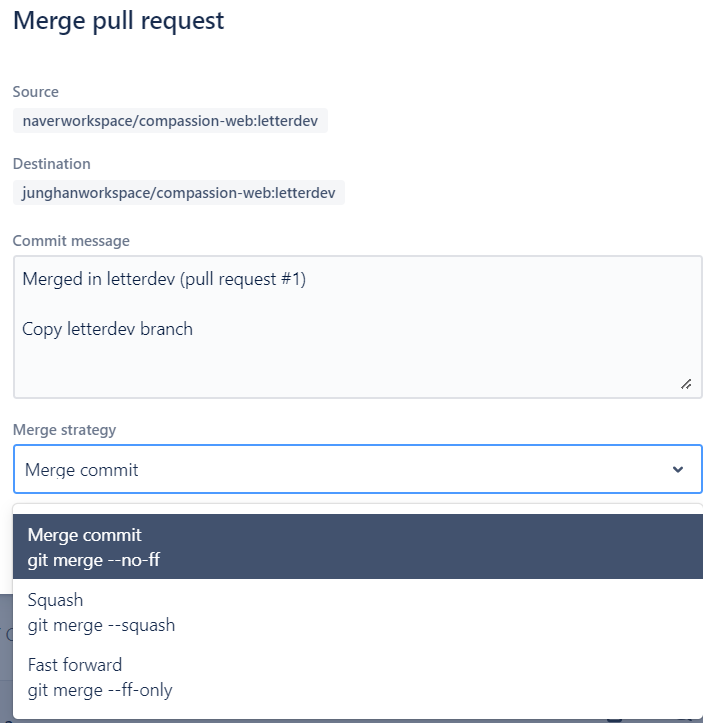 Merge pull request
Source
naverworkspace/compassion-web:letterdev
Destination
junghanworkspace/compassion-web:letterdev
Commit message
Merged in letterdev (pull request #1)
Copy letterdev branch
Merge strategy
Merge commit
Merge commit
git merge --no-ff
Squash
git merge --squash
Fast forward
git merge --ff-only